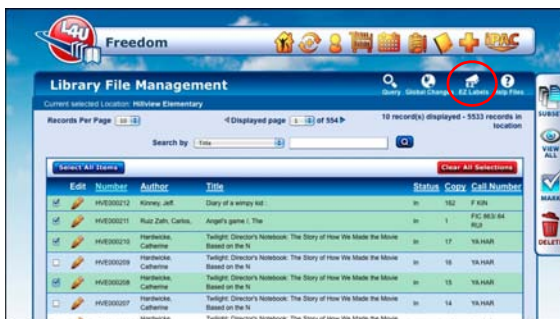 L4U
Freedom
iPAC
Library File Management
Query Global Changes EZ Labels Help Files
Current selected Location: Hillview Elementary
Records Per Page 10 Displayed page 1 of 554
10 record(s) displayed - 5533 records in location
Search by Title
SUBSET
VIEW ALL
MARK
DELETE
Select All Items Clear All Selections
Edit Number Author Title Status Copy Call Number
HVE000212 Kinney, Jeff. Diary of a wimpy kid : in 162 F KIN
HVE000211 Ruiz Zafn, Carlos, Angel's game /, The in 1 FIC 863/.64 RUI
HVE000210 Hardwicke, Catherine Twilight: Director's Notebook: The Story of How We Made the Movie Based on the N in 17 YA HAR
HVE000209 Hardwicke, Catherine Twilight: Director's Notebook: The Story of How We Made the Movie Based on the N in 16 YA HAR
HVE000208 Hardwicke, Catherine Twilight: Director's Notebook: The Story of How We Made the Movie Based on the N in 15 YA HAR
HVE000207 Hardwicke, Catherine Twilight: Director's Notebook: The Story of How We Made the Movie Based on the N in 14 YA HAR